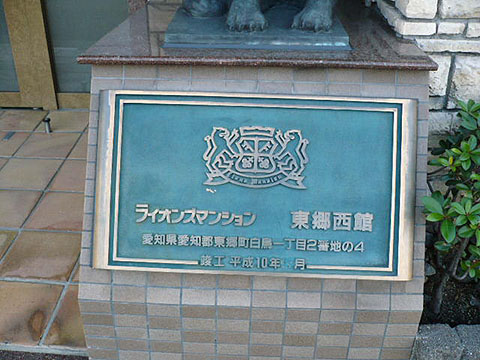 Lions Mansion
ライオンズマンション 東郷西館
愛知県愛知郡東郷町白鳥一丁目2番地の4
竣工 平成10年 月